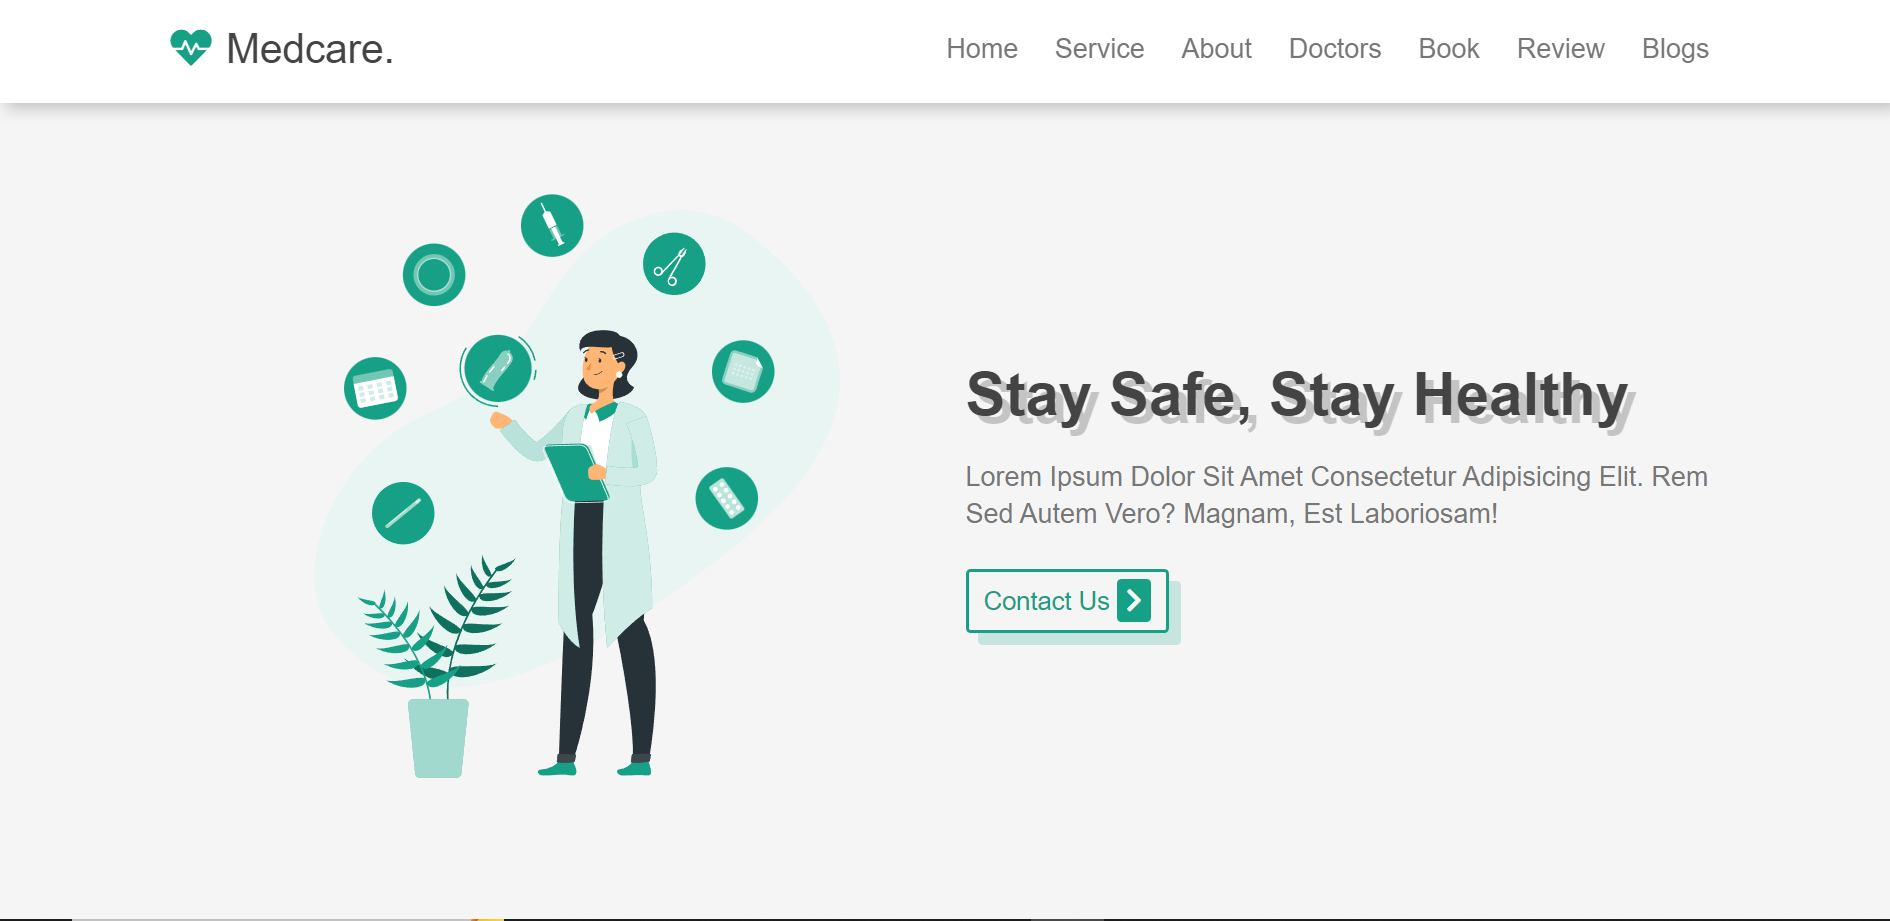 Medcare.
Home Service About Doctors Book Review Blogs
Stay Safe, Stay Healthy
Lorem Ipsum Dolor Sit Amet Consectetur Adipisicing Elit. Rem
Sed Autem Vero? Magnam, Est Laboriosam!
Contact Us